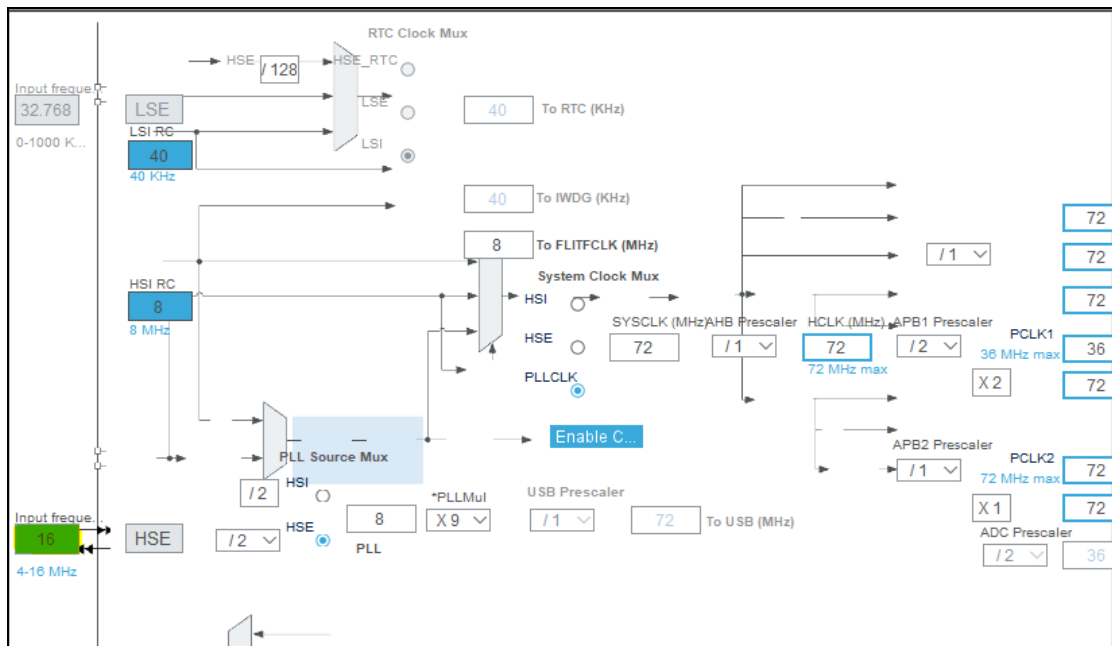 RTC Clock Mux
HSE
/ 128
HSE_RTC
Input freque...
32.768
0-1000 K...
LSE
LSE
40
To RTC (KHz)
LSI RC
40
40 KHz
LSI
40
To IWDG (KHz)
8
To FLITFCLK (MHz)
HSI RC
8
8 MHz
System Clock Mux
HSI
HSE
PLLCLK
SYSCLK (MHz)
72
AHB Prescaler
/ 1
HCLK (MHz)
72
72 MHz max
/ 1
72
72
72
APB1 Prescaler
/ 2
PCLK1
36 MHz max
36
X 2
72
Enable C...
APB2 Prescaler
/ 1
PCLK2
72 MHz max
72
X 1
72
ADC Prescaler
/ 2
36
PLL Source Mux
/ 2
HSI
Input freque...
16
4-16 MHz
HSE
/ 2
HSE
8
PLL
*PLLMul
X 9
USB Prescaler
/ 1
72
To USB (MHz)